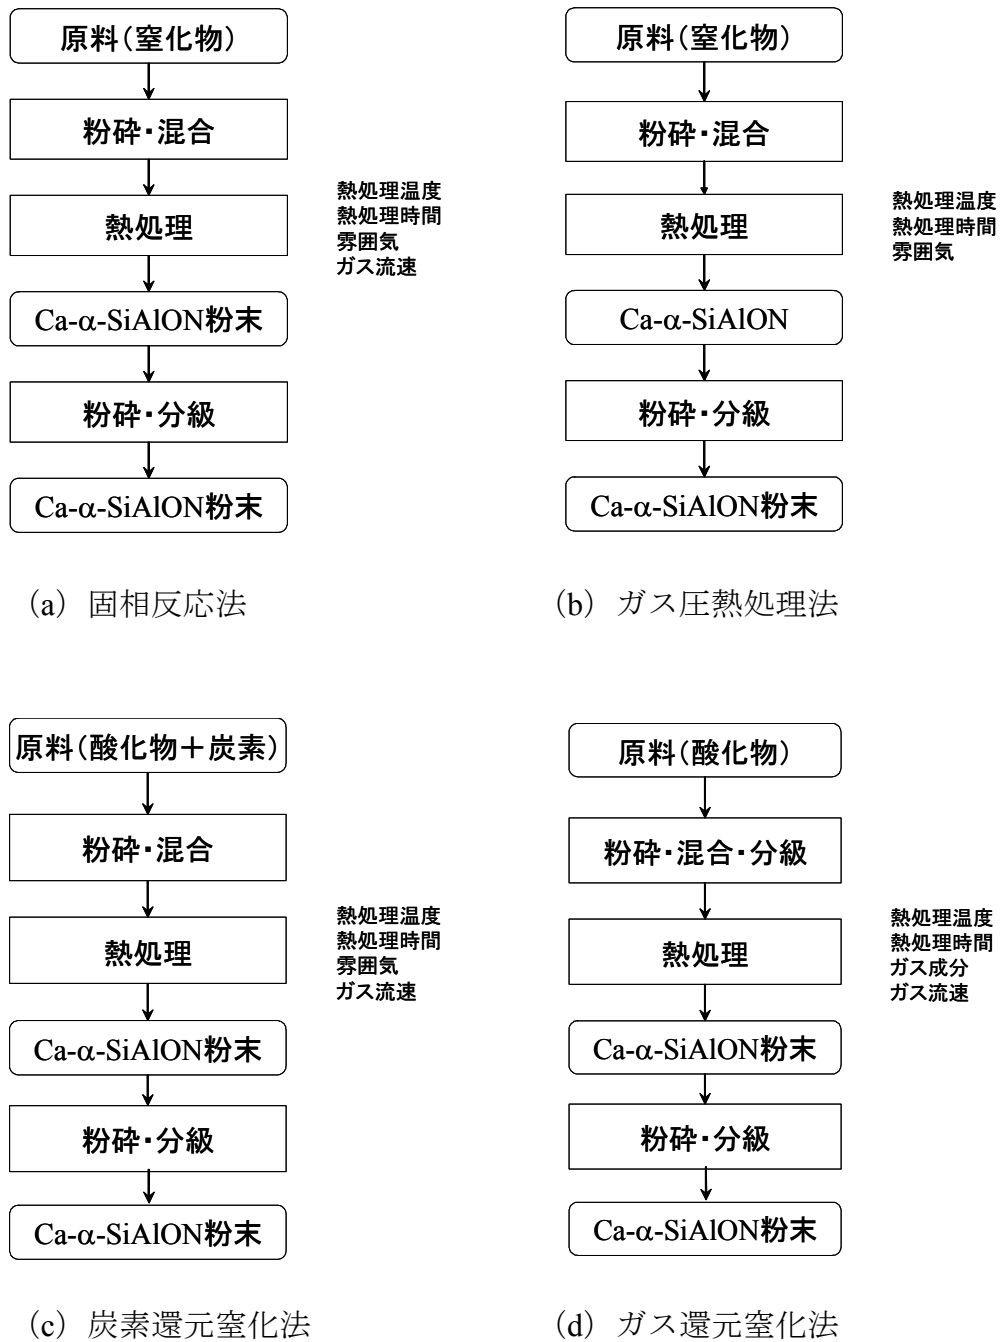 原料(窒化物)
粉砕・混合
熱処理
熱処理温度
熱処理時間
雰囲気
ガス流速
Ca-α-SiAlON粉末
粉砕・分級
Ca-α-SiAlON粉末
(a) 固相反応法
原料(窒化物)
粉砕・混合
熱処理
熱処理温度
熱処理時間
雰囲気
Ca-α-SiAlON
粉砕・分級
Ca-α-SiAlON粉末
(b) ガス圧熱処理法
原料(酸化物＋炭素)
粉砕・混合
熱処理
熱処理温度
熱処理時間
雰囲気
ガス流速
Ca-α-SiAlON粉末
粉砕・分級
Ca-α-SiAlON粉末
(c) 炭素還元窒化法
原料(酸化物)
粉砕・混合・分級
熱処理
熱処理温度
熱処理時間
ガス成分
ガス流速
Ca-α-SiAlON粉末
粉砕・分級
Ca-α-SiAlON粉末
(d) ガス還元窒化法